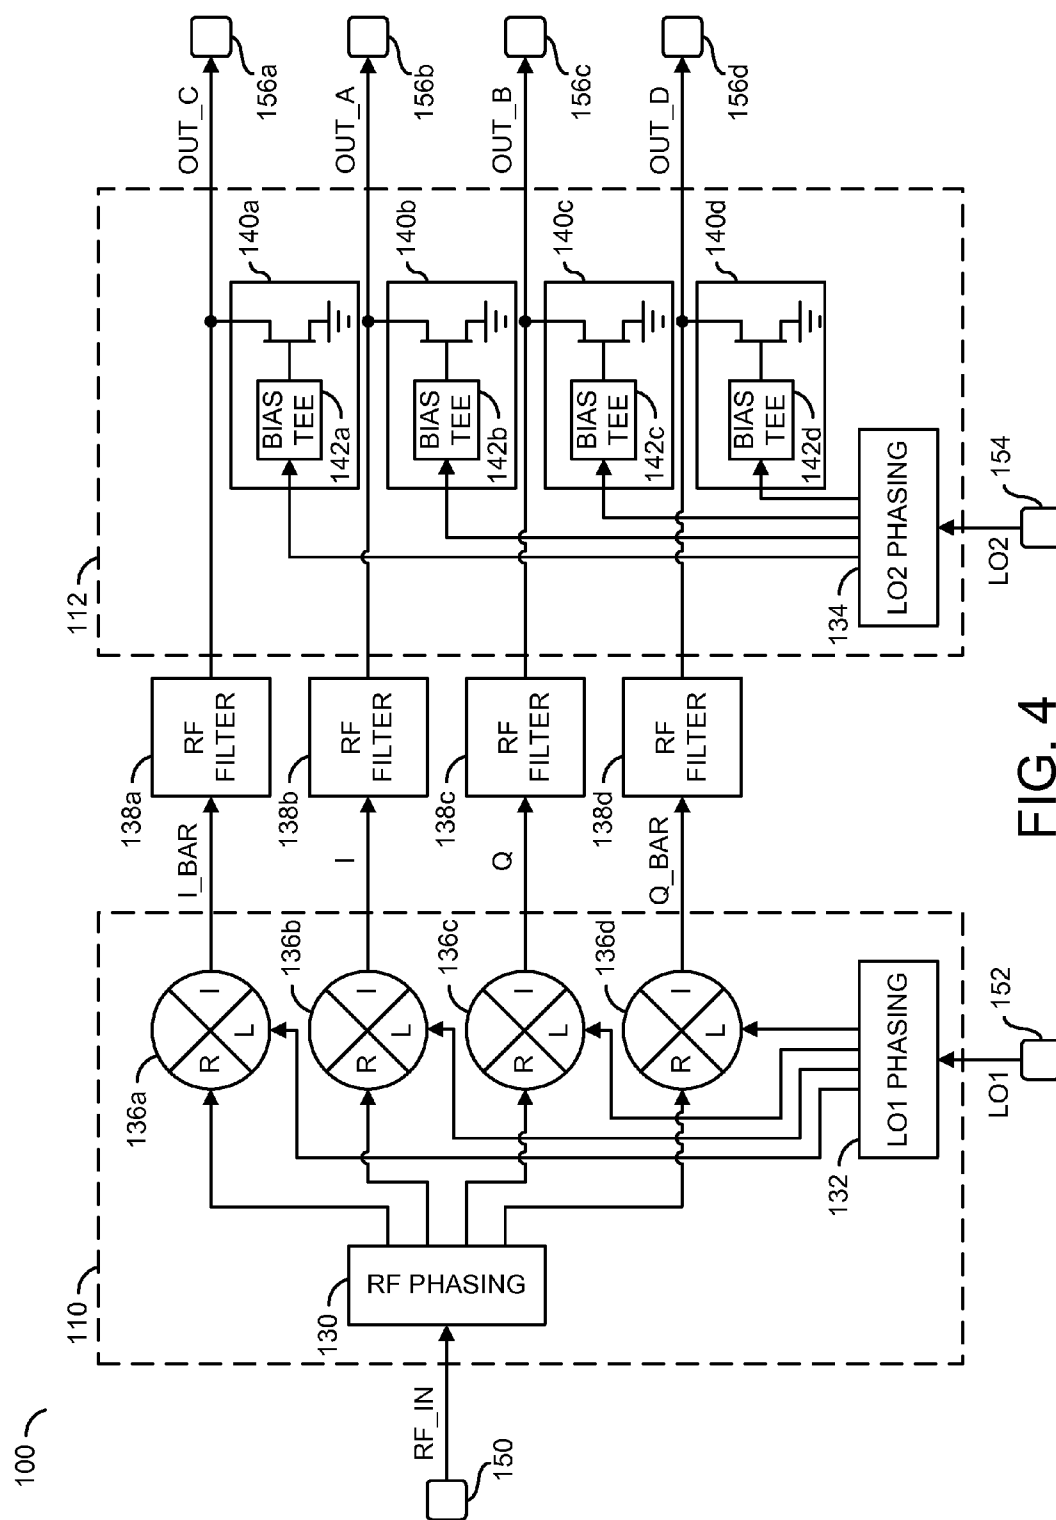 100
110
112
RF_IN
150
RF PHASING
130
136a
R
I
L
136b
R
I
L
136c
R
I
L
136d
R
I
L
LO1 PHASING
132
LO1
152
I_BAR
I
Q
Q_BAR
138a
RF
FILTER
138b
RF
FILTER
138c
RF
FILTER
138d
RF
FILTER
140a
BIAS
TEE
142a
140b
BIAS
TEE
142b
140c
BIAS
TEE
142c
140d
BIAS
TEE
142d
LO2 PHASING
134
LO2
154
OUT_C
156a
OUT_A
156b
OUT_B
156c
OUT_D
156d
FIG. 4